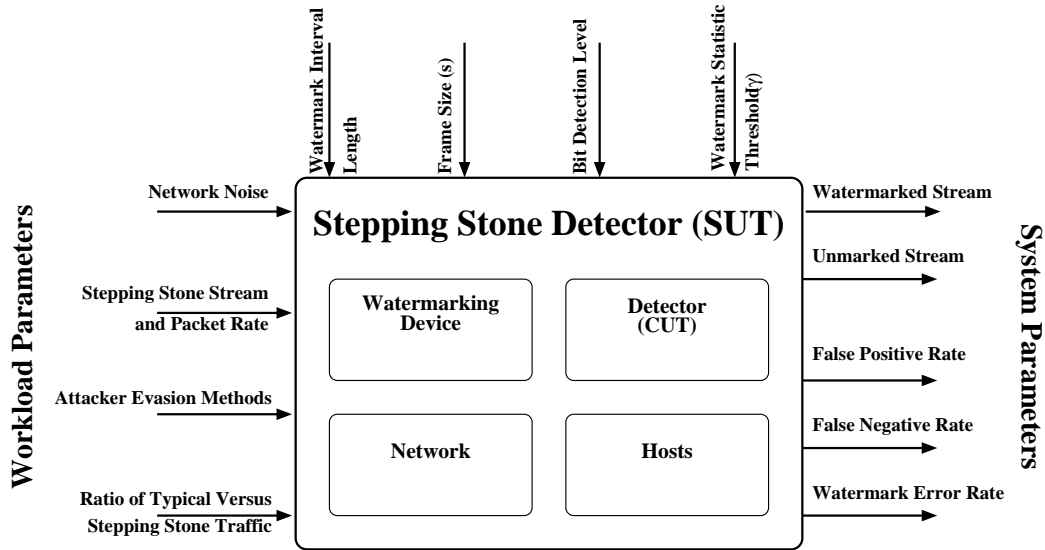 Watermark Interval
Length
Frame Size (s)
Bit Detection Level
Watermark Statistic
Threshold(γ)
Workload Parameters
Network Noise
Stepping Stone Stream
and Packet Rate
Attacker Evasion Methods
Ratio of Typical Versus
Stepping Stone Traffic
Stepping Stone Detector (SUT)
Watermarking
Device
Detector
(CUT)
Network
Hosts
Watermarked Stream
Unmarked Stream
False Positive Rate
False Negative Rate
Watermark Error Rate
System Parameters